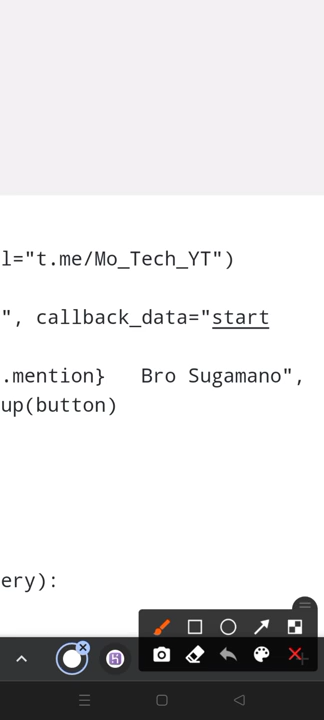 l="t.me/Mo_Tech_YT")
", callback_data="start
.mention}   Bro Sugamano",
up(button)
ery):